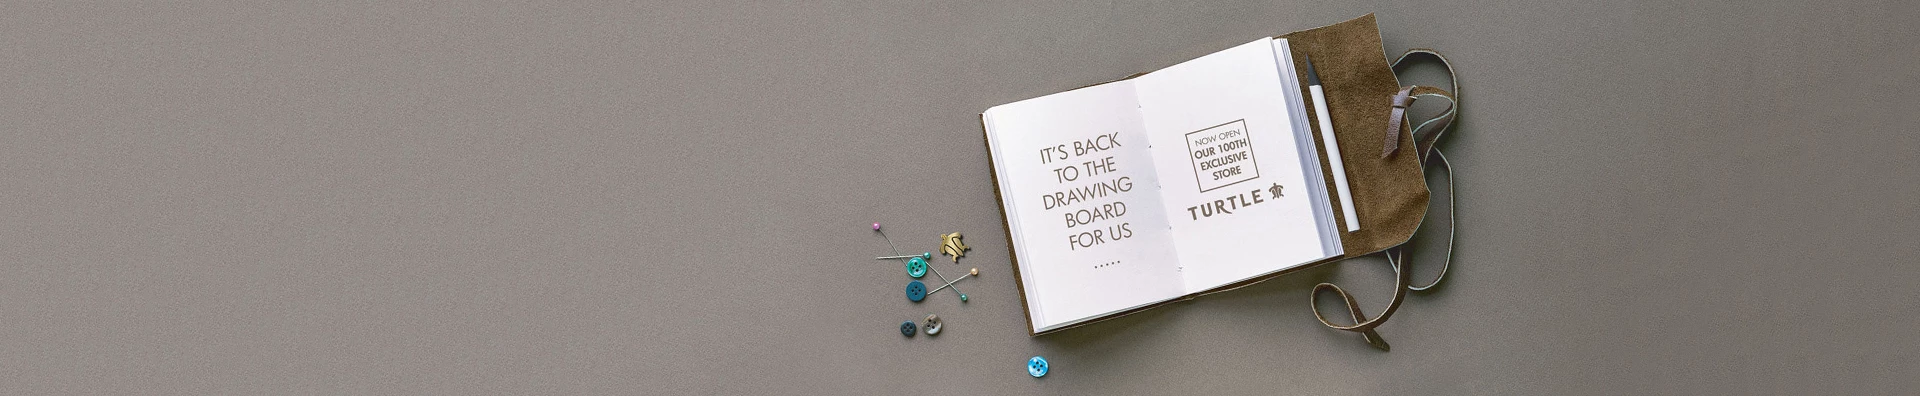 IT'S BACK
TO THE
DRAWING
BOARD
FOR US
.....
NOW OPEN
OUR 100TH
EXCLUSIVE
STORE
TURTLE